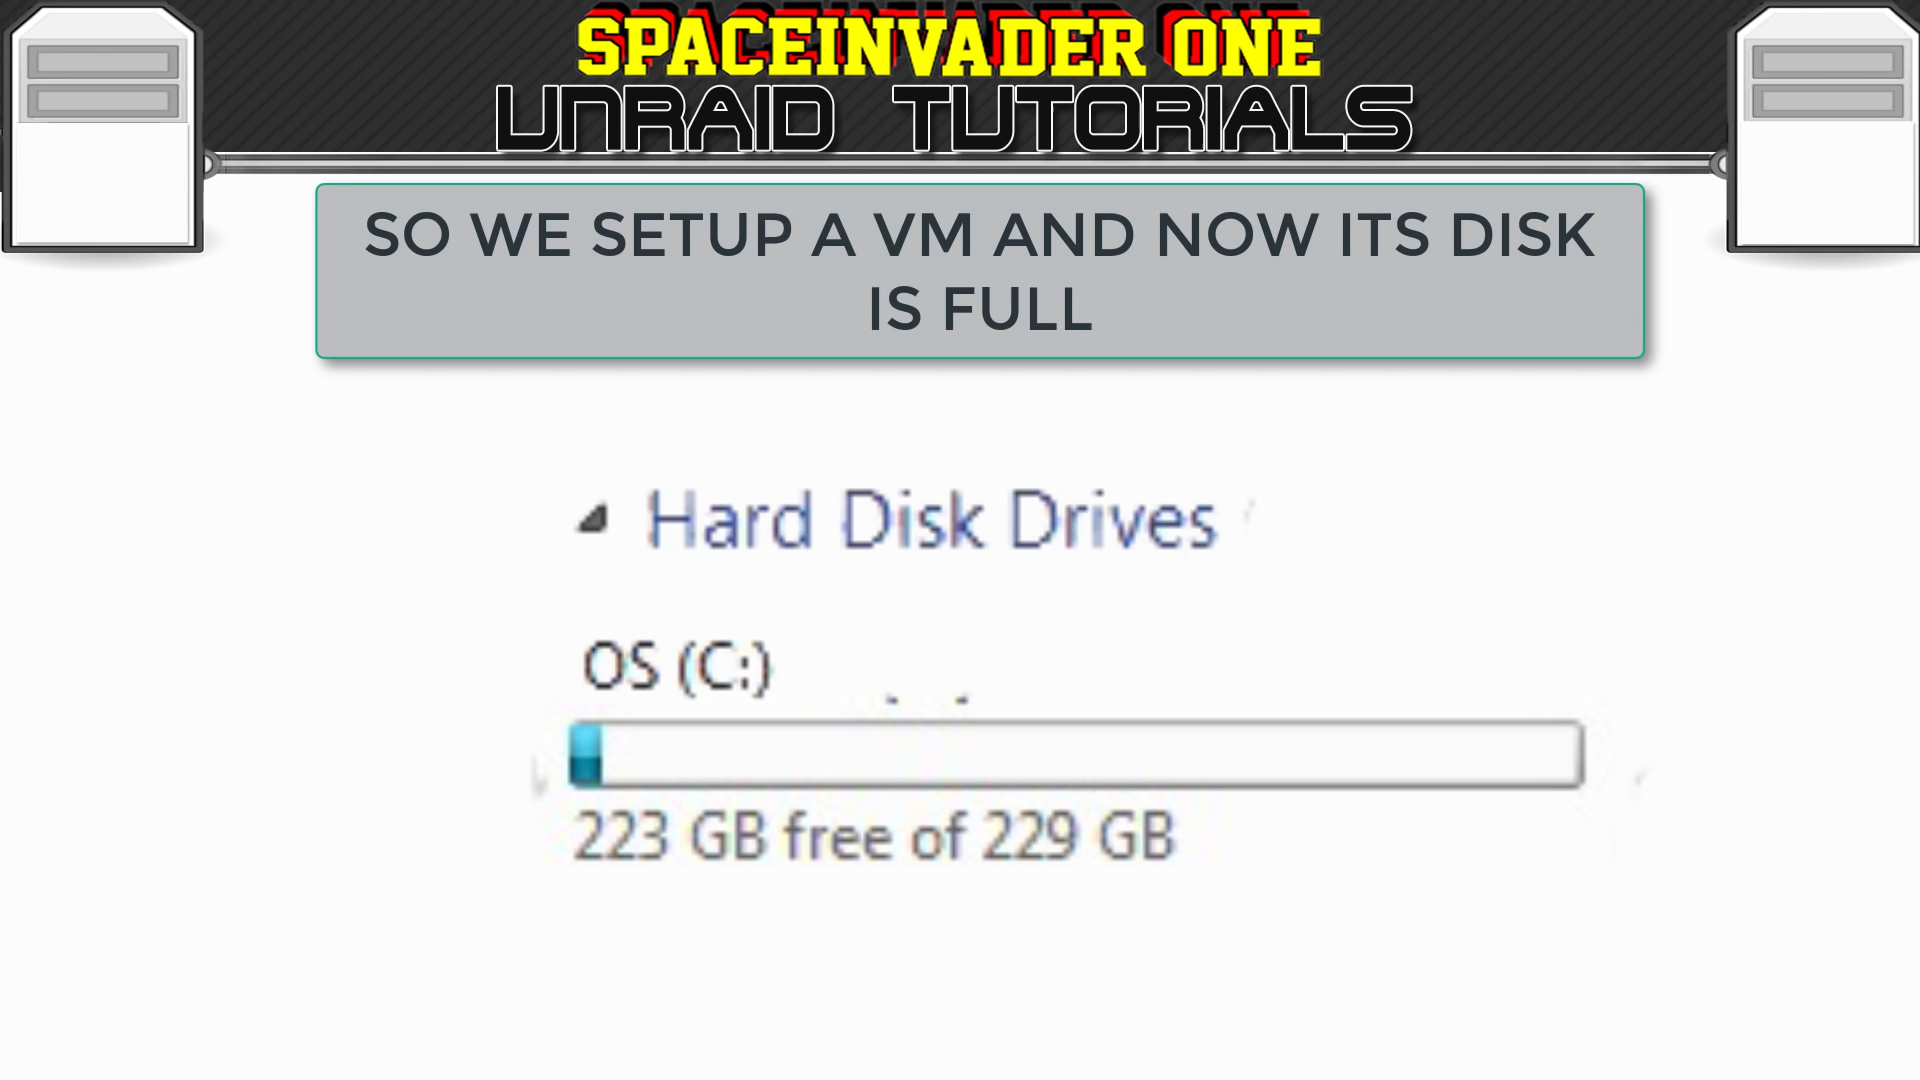 SPACEINVADER ONE
UNRAID TUTORIALS
SO WE SETUP A VM AND NOW ITS DISK
IS FULL
Hard Disk Drives
OS (C:)
223 GB free of 229 GB